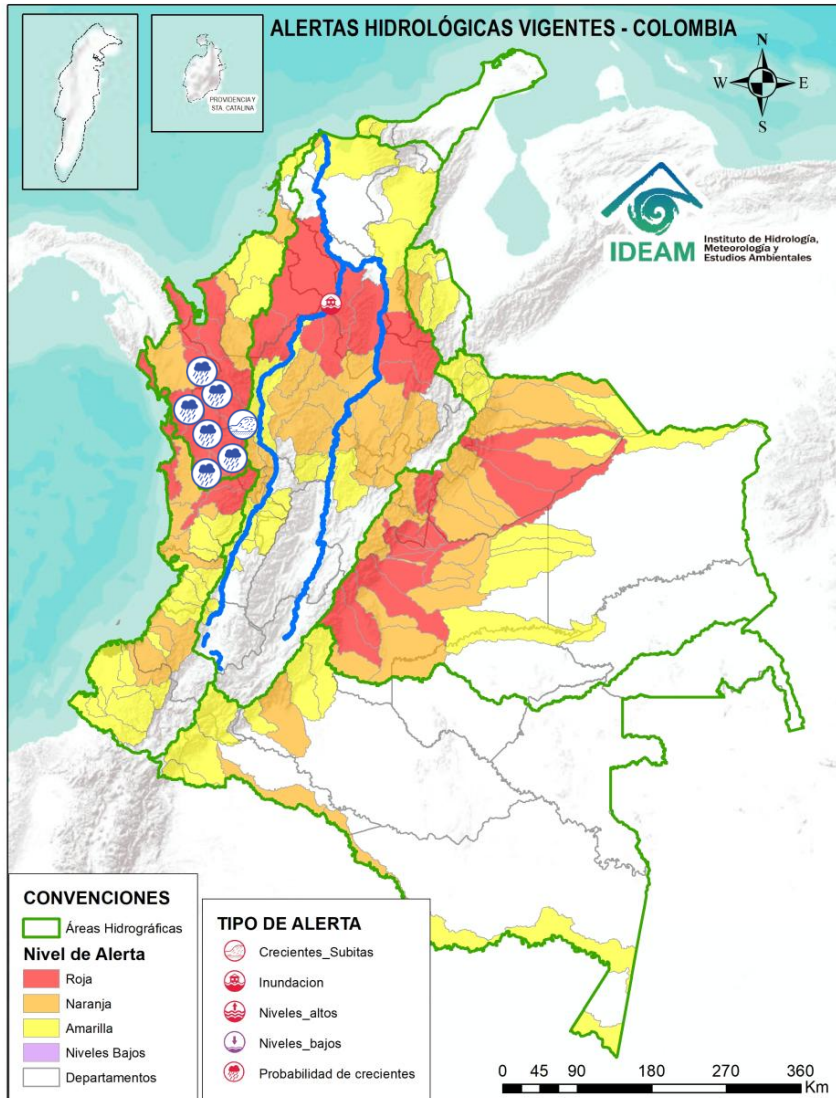 ALERTAS HIDROLÓGICAS VIGENTES - COLOMBIA
PROVIDENCIA Y
STA. CATALINA
N
W
E
S
IDEAM
Instituto de Hidrología,
Meteorología y
Estudios Ambientales
CONVENCIONES
Áreas Hidrográficas
Nivel de Alerta
Roja
Naranja
Amarilla
Niveles Bajos
Departamentos
TIPO DE ALERTA
Crecientes_Subitas
Inundacion
Niveles_altos
Niveles_bajos
Probabilidad de crecientes
0 45 90 180 270 360
Km